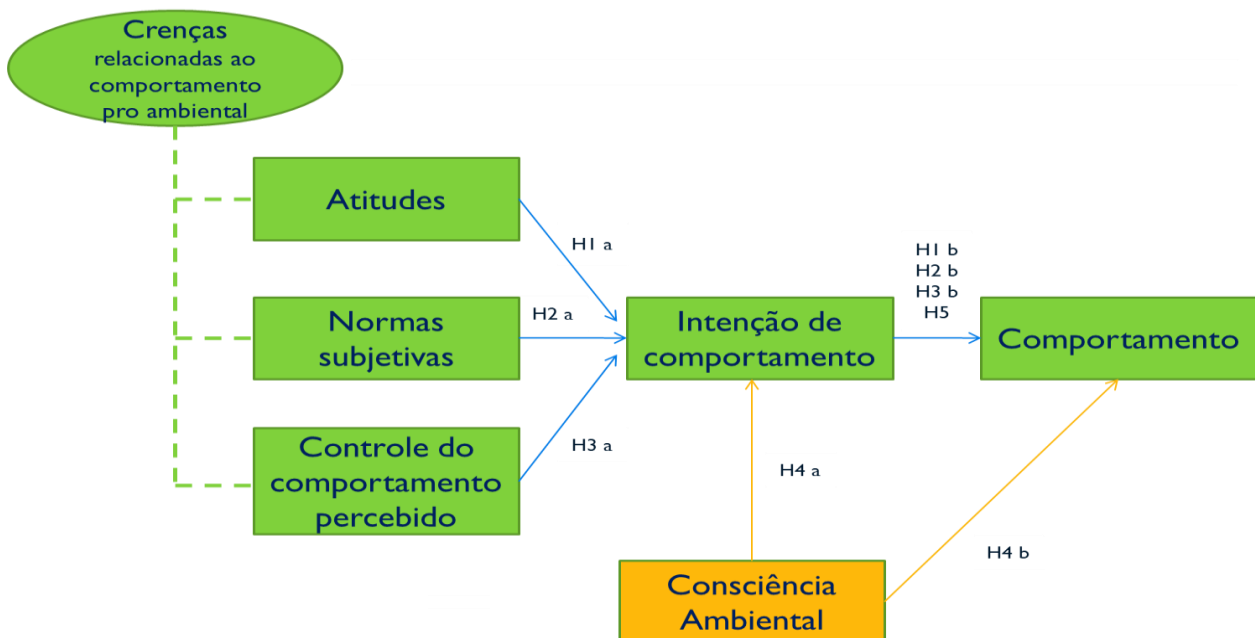 Crenças
relacionadas ao
comportamento
pro ambiental
Atitudes
H1 a
Normas
subjetivas
H2 a
Controle do
comportamento
percebido
H3 a
Intenção de
comportamento
H1 b
H2 b
H3 b
H5
Comportamento
H4 a
Consciência
Ambiental
H4 b